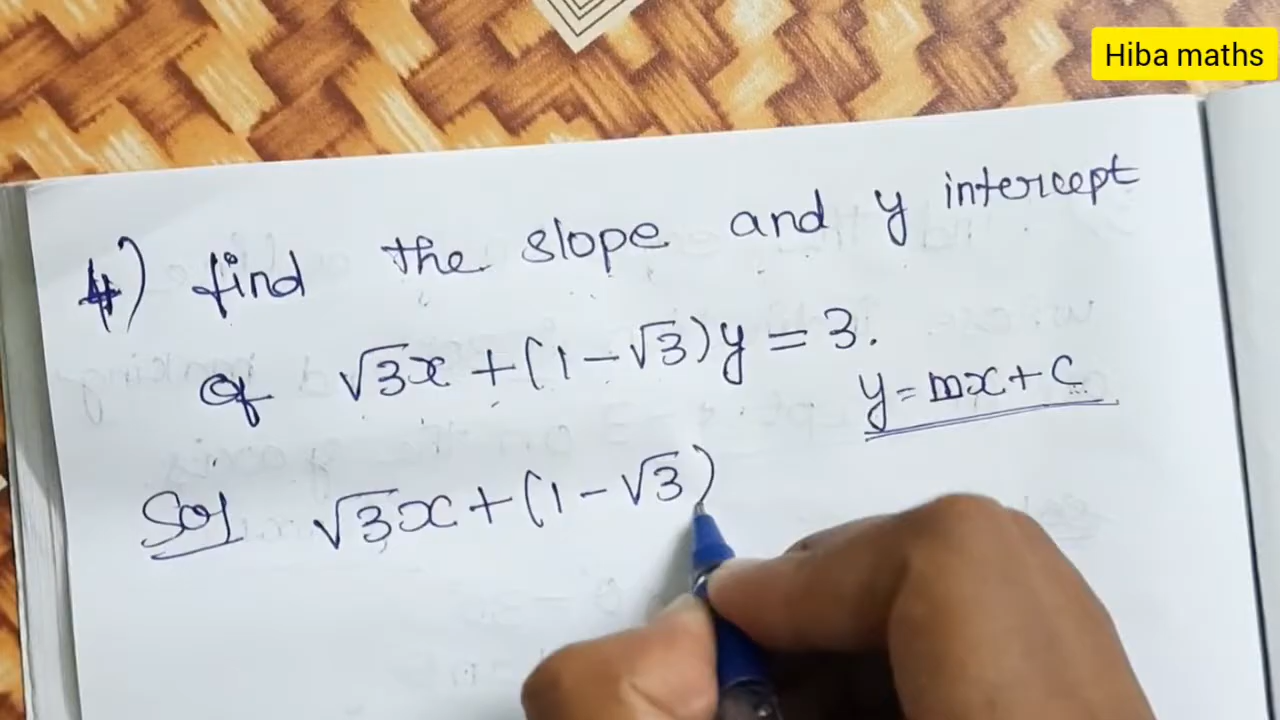 Hiba maths
4) find the slope and y intercept
of √3x + (1 - √3)y = 3.
y = mx + c
Sol √3x + (1 - √3)